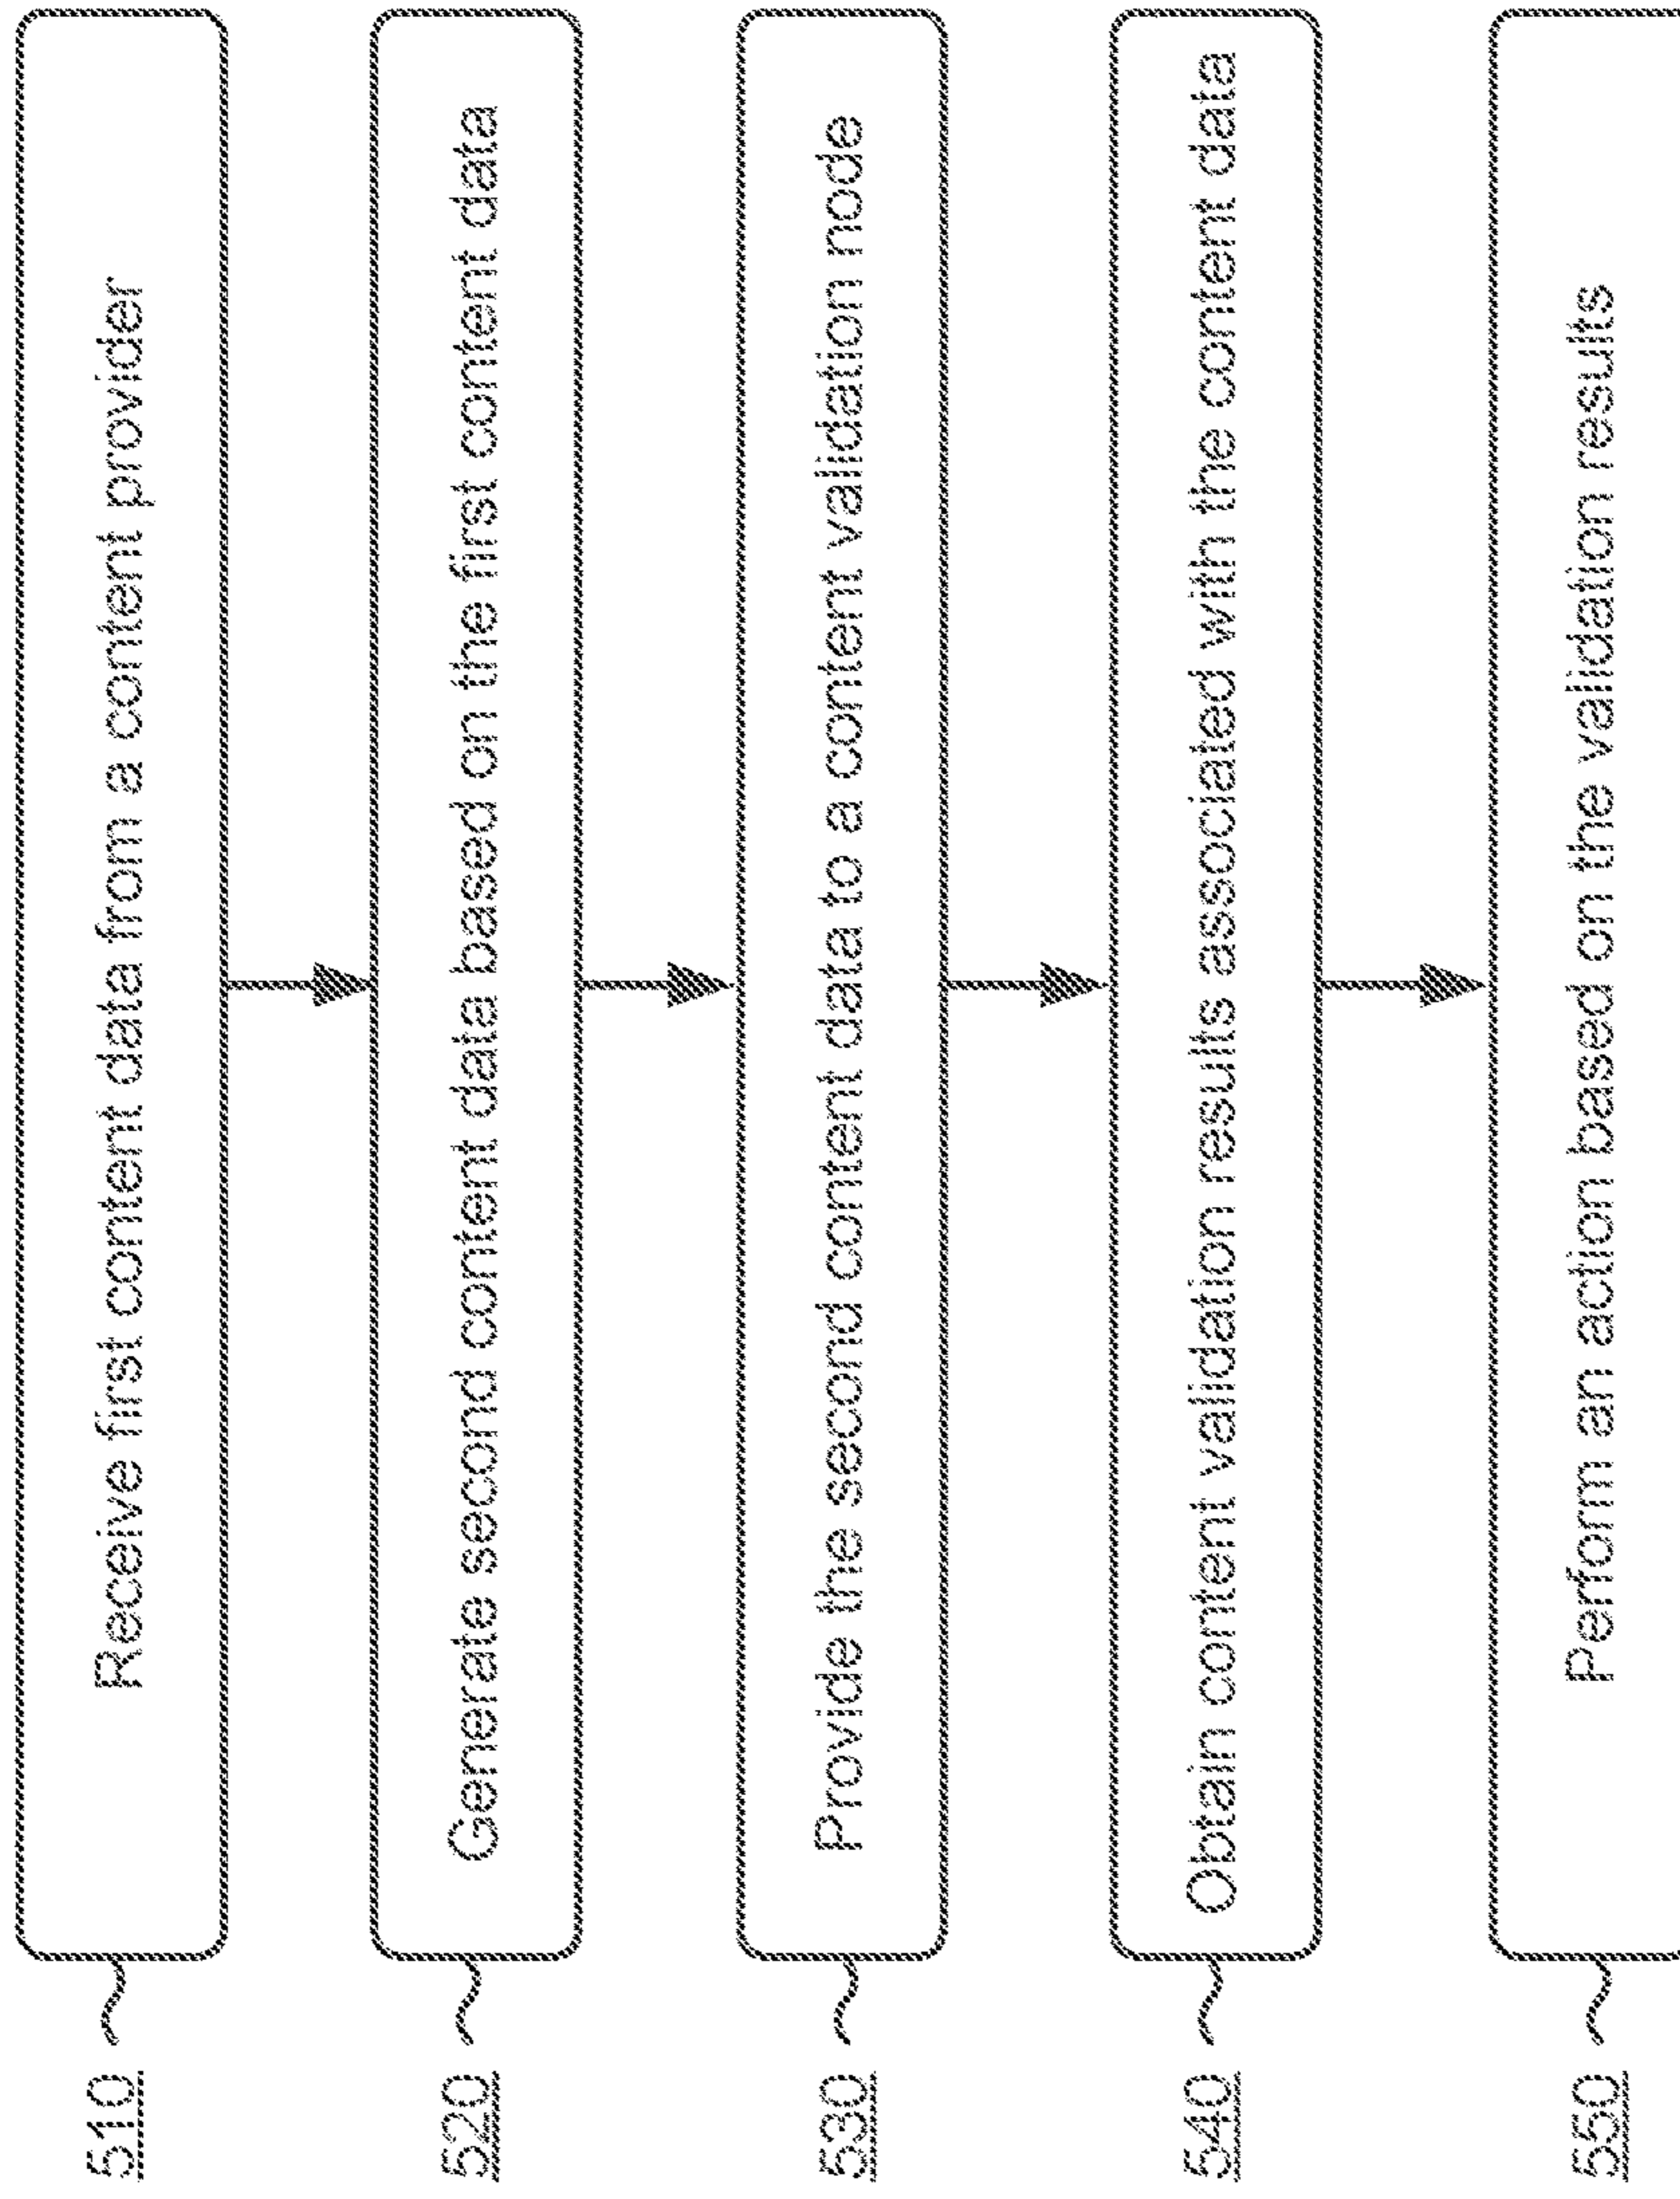 510
Receive first content data from a content provider
520
Generate second content data based on the first content data
530
Provide the second content data to a content validation node
540
Obtain content validation results associated with the content data
550
Perform an action based on the validation results